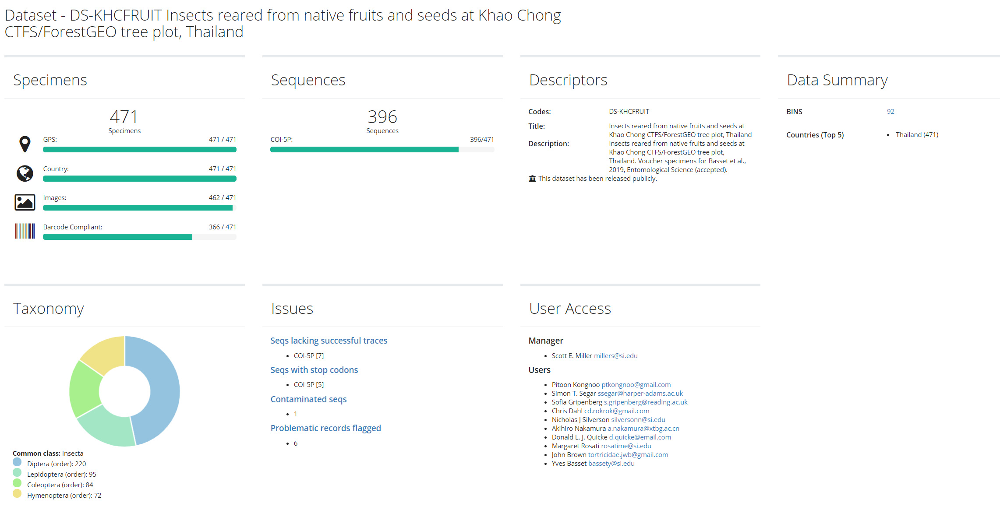 Dataset - DS-KHCFRUIT Insects reared from native fruits and seeds at Khao Chong
CTFS/ForestGEO tree plot, Thailand
Specimens
471
Specimens
GPS: 471 / 471
Country: 471 / 471
Images: 462 / 471
Barcode Compliant: 366 / 471
Sequences
396
Sequences
COI-5P: 396/471
Descriptors
Codes: DS-KHCFRUIT
Title: Insects reared from native fruits and seeds at
Khao Chong CTFS/ForestGEO tree plot, Thailand
Description: Insects reared from native fruits and seeds at
Khao Chong CTFS/ForestGEO tree plot,
Thailand. Voucher specimens for Basset et al.,
2019, Entomological Science (accepted).
This dataset has been released publicly.
Data Summary
BINS 92
Countries (Top 5) • Thailand (471)
Taxonomy
Common class: Insecta
Diptera (order): 220
Lepidoptera (order): 95
Coleoptera (order): 84
Hymenoptera (order): 72
Issues
Seqs lacking successful traces
• COI-5P [7]
Seqs with stop codons
• COI-5P [5]
Contaminated seqs
• 1
Problematic records flagged
• 6
User Access
Manager
• Scott E. Miller millers@si.edu
Users
• Pitoon Kongnoo ptkongnoo@gmail.com
• Simon T. Segar ssegar@harper-adams.ac.uk
• Sofia Gripenberg s.gripenberg@reading.ac.uk
• Chris Dahl cd.rokrok@gmail.com
• Nicholas J Silverson silversonn@si.edu
• Akihiro Nakamura a.nakamura@xtbg.ac.cn
• Donald L. J. Quicke d.quicke@email.com
• Margaret Rosati rosatime@si.edu
• John Brown tortricidae.jwb@gmail.com
• Yves Basset bassety@si.edu